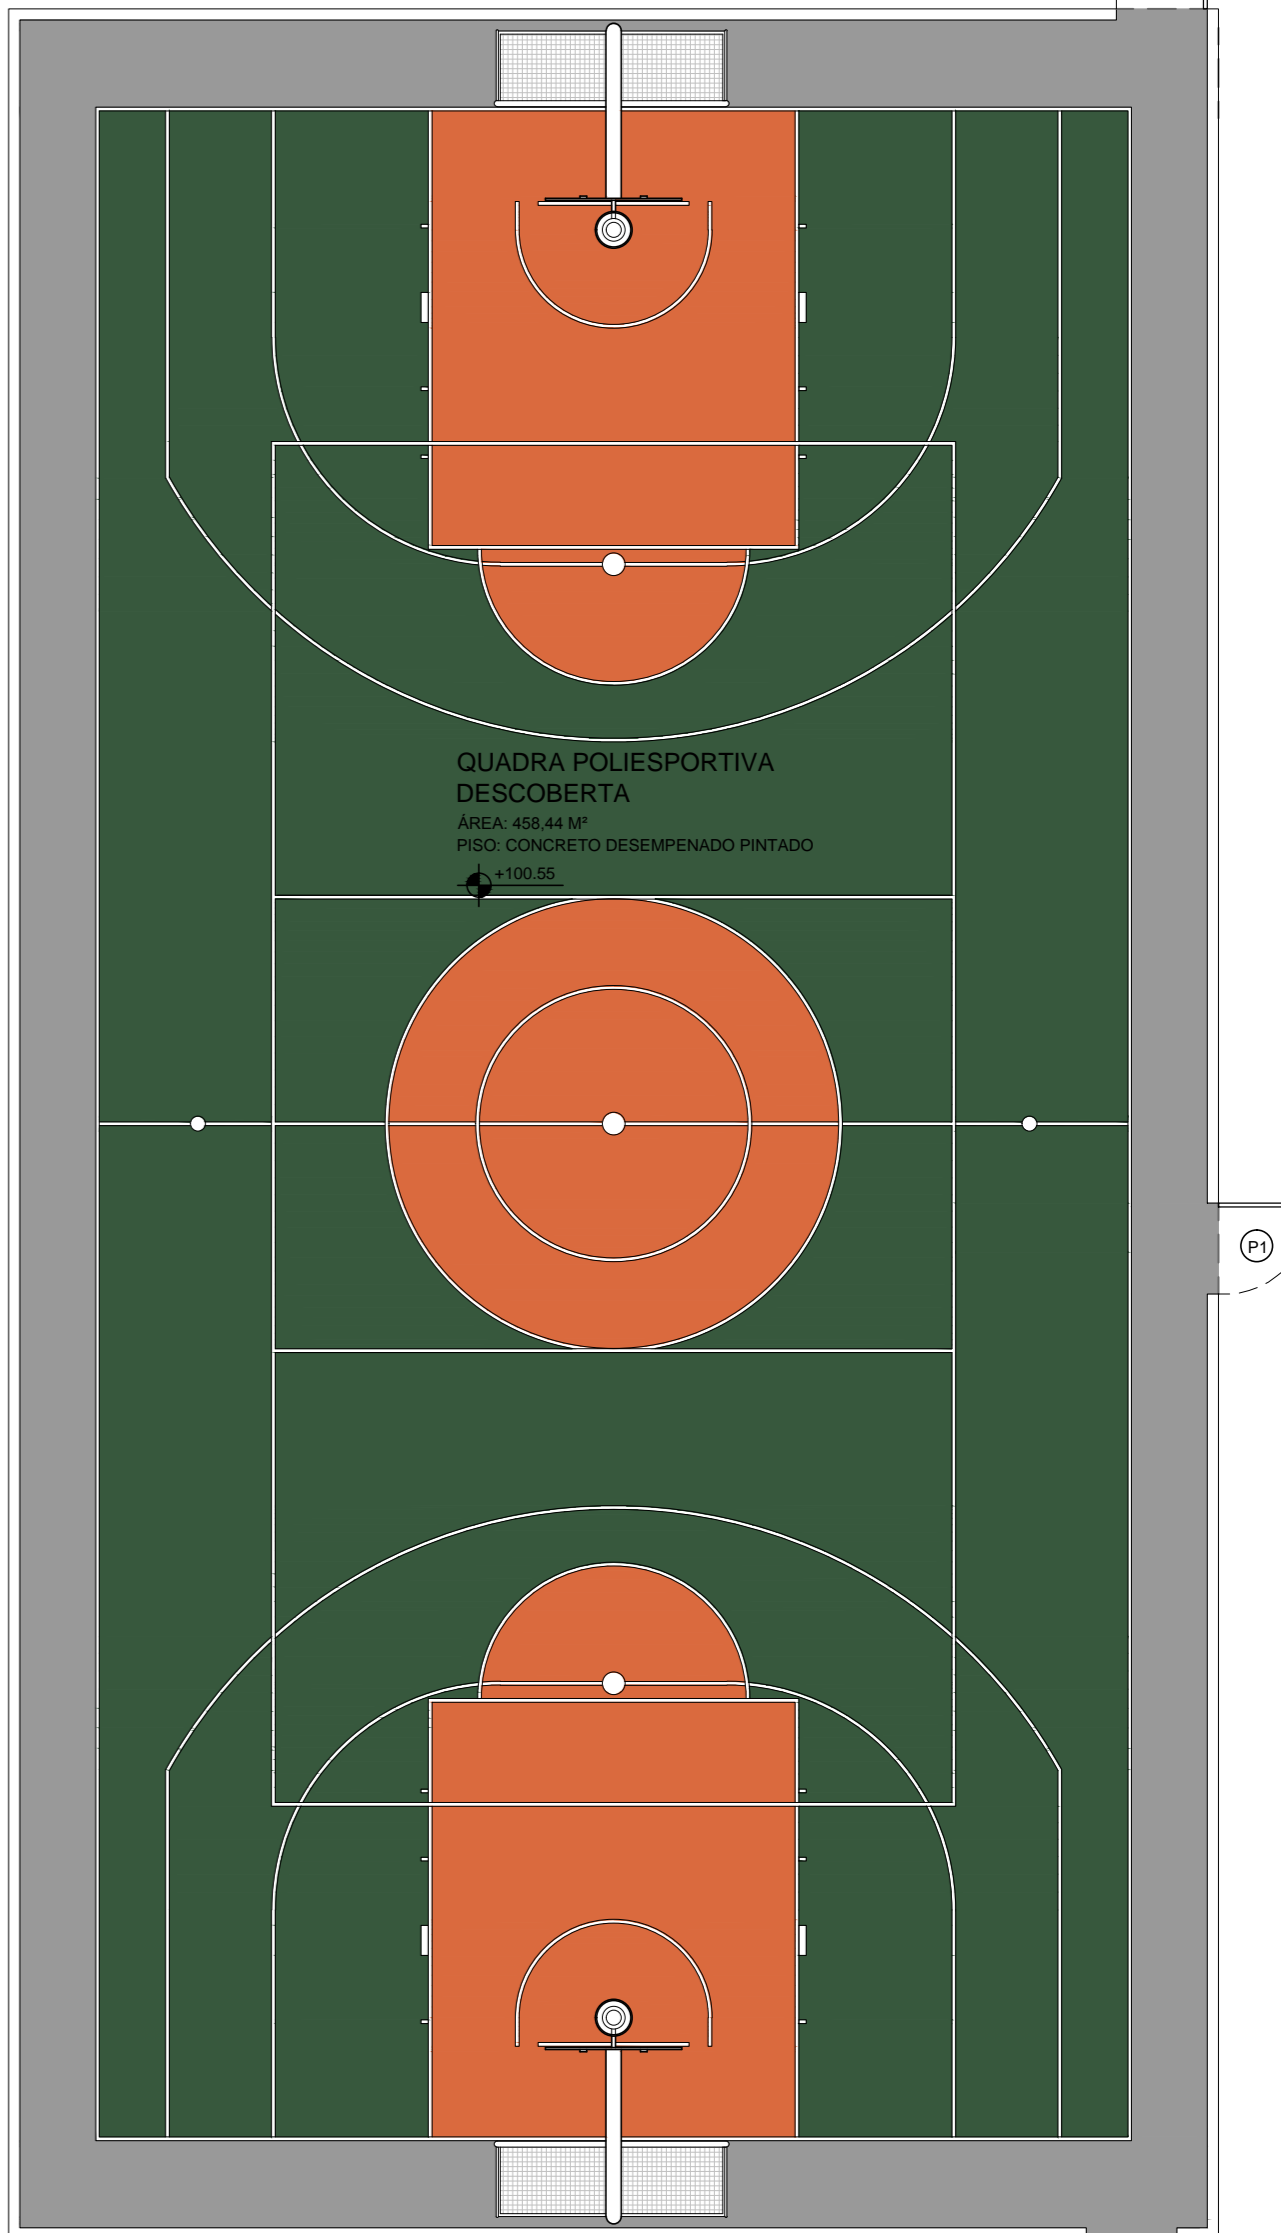 QUADRA POLIESPORTIVA
DESCOBERTA
ÁREA: 458,44 M²
PISO: CONCRETO DESEMPENADO PINTADO
+100.55
P1